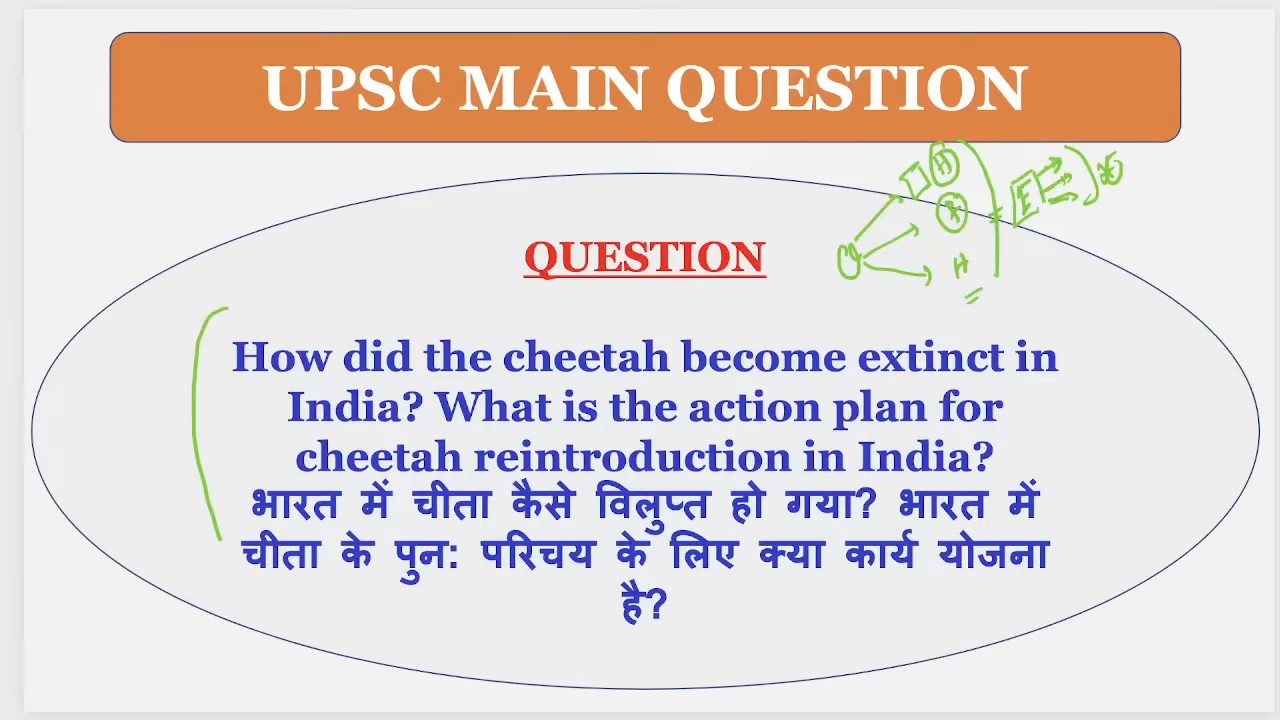 UPSC MAIN QUESTION
QUESTION
How did the cheetah become extinct in
India? What is the action plan for
cheetah reintroduction in India?
भारत में चीता कैसे विलुप्त हो गया? भारत में
चीता के पुन: परिचय के लिए क्या कार्य योजना
है?